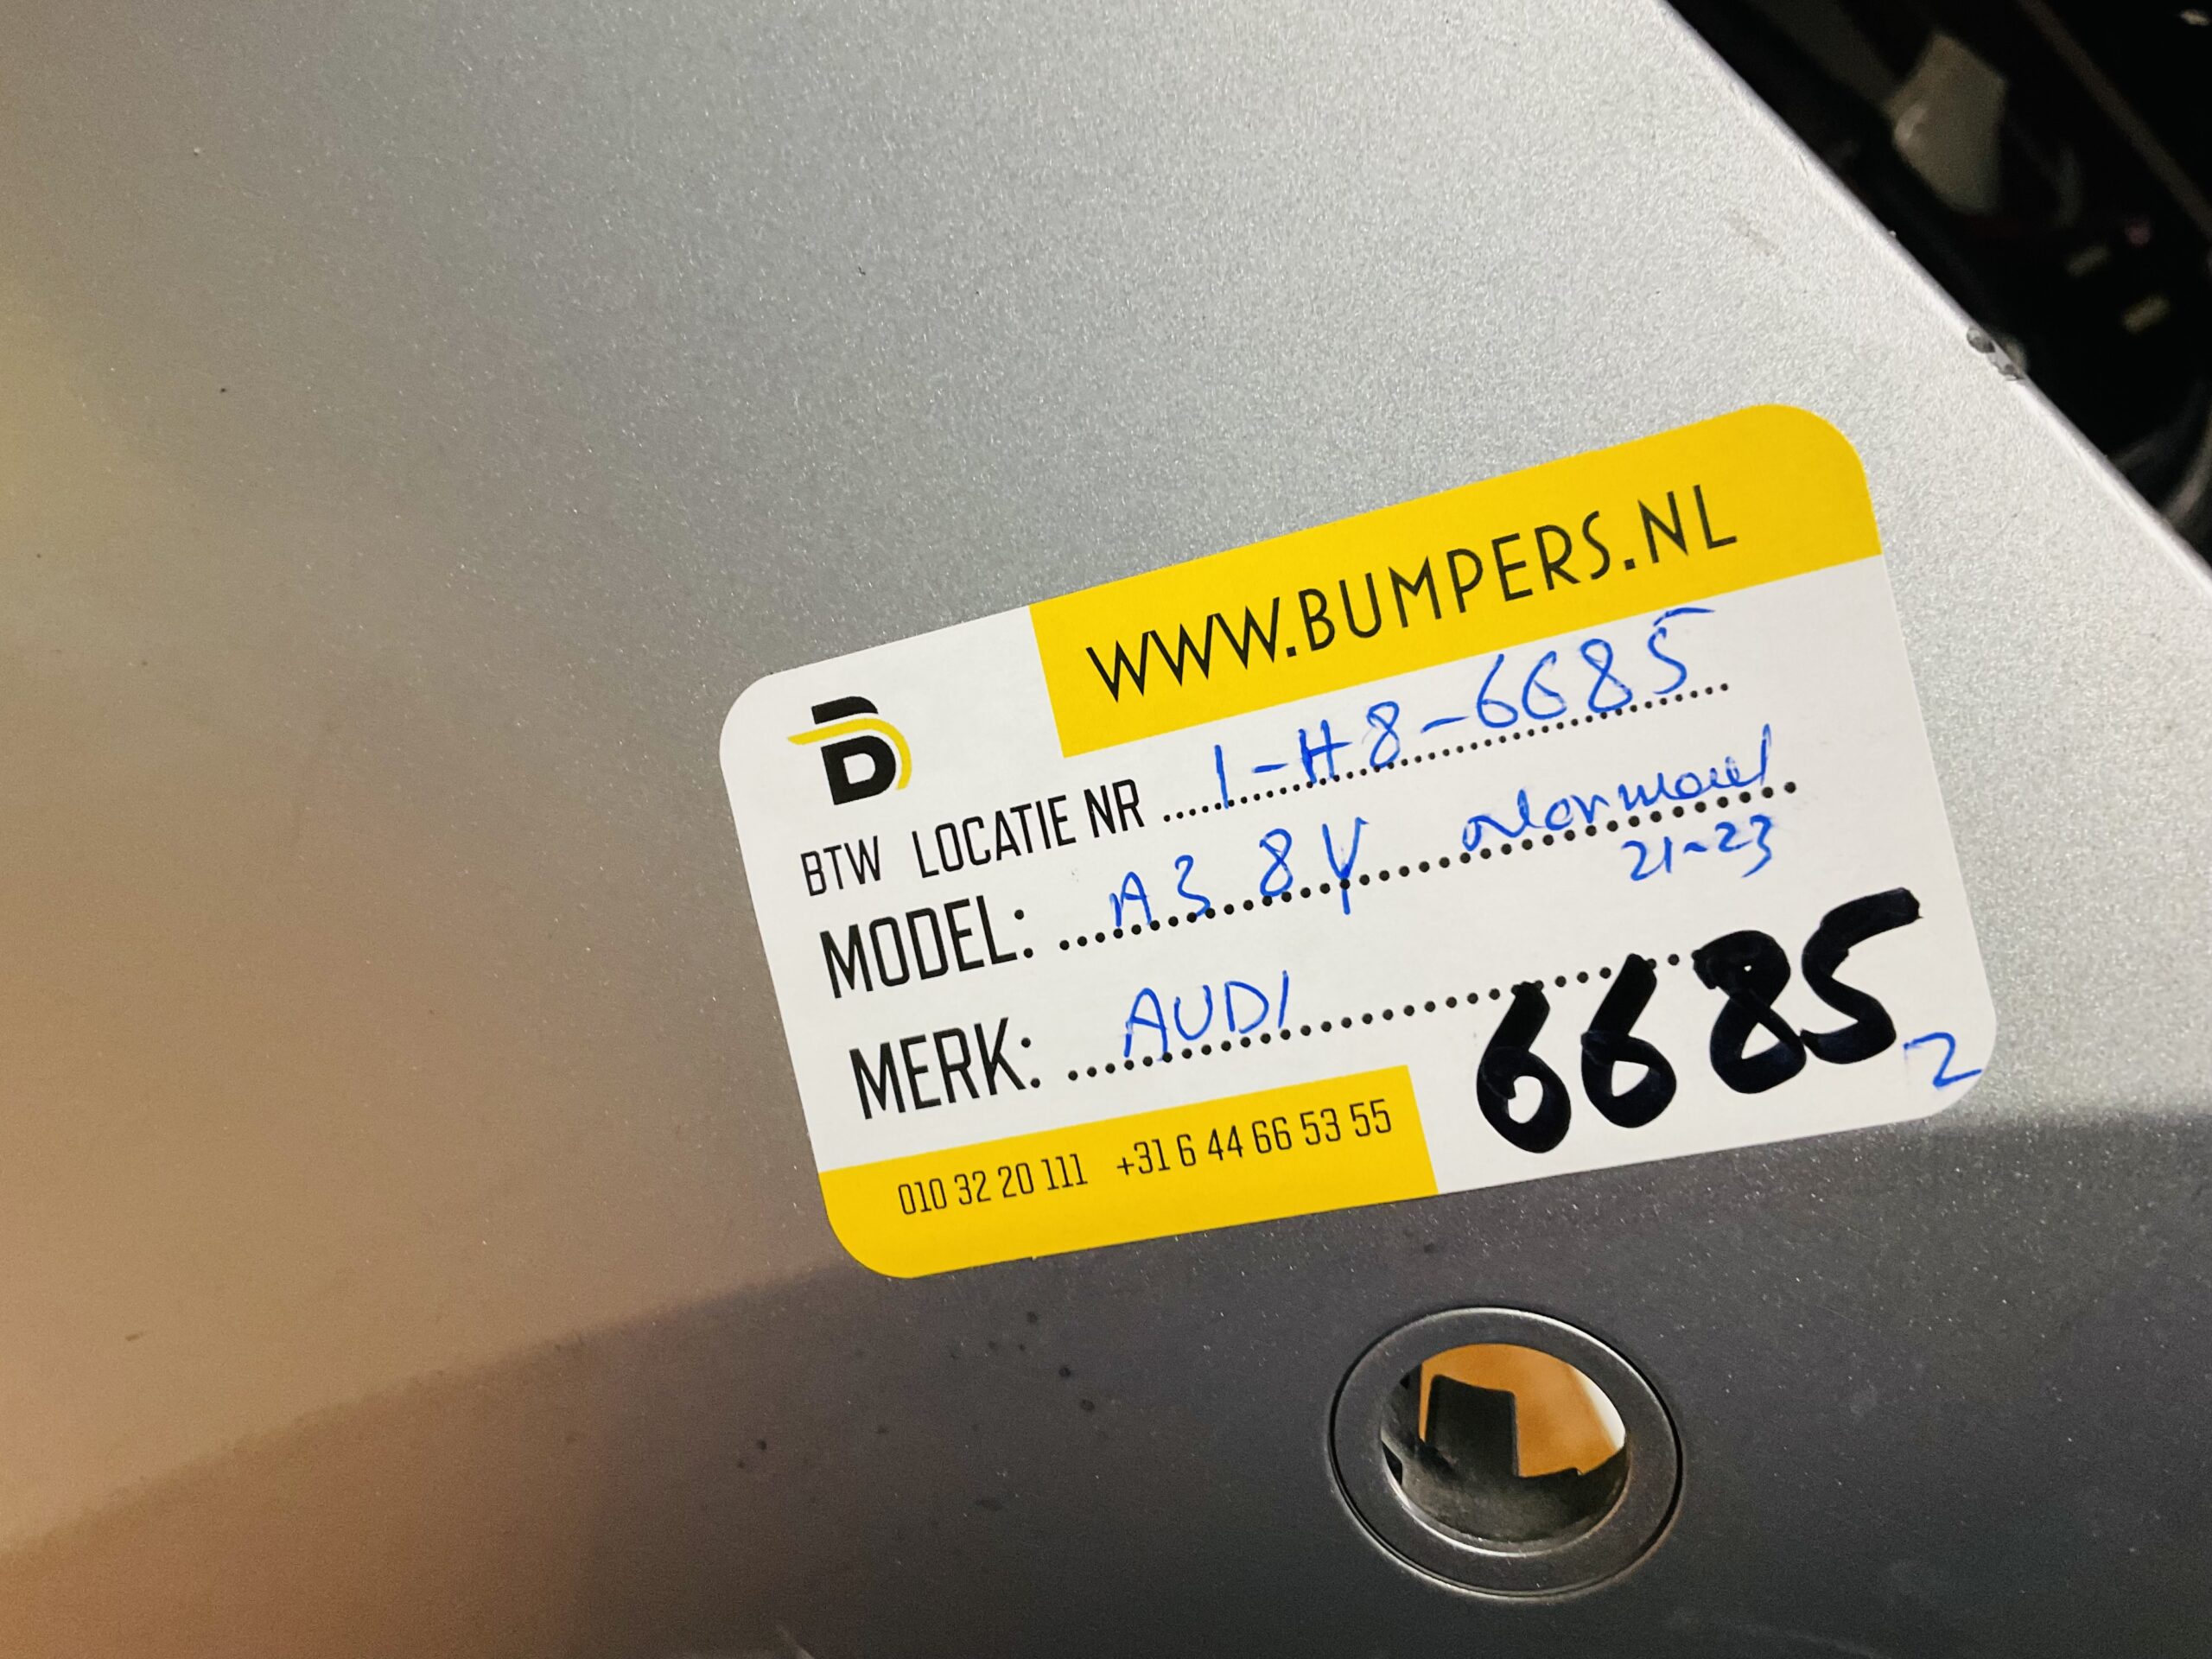 WWW.BUMPERS.NL
BTW LOCATIE NR 1-H8-6685
MODEL: A3 8Y normaal
21-23
MERK: AUDI
6685
2
010 32 20 111 +31 6 44 66 53 55